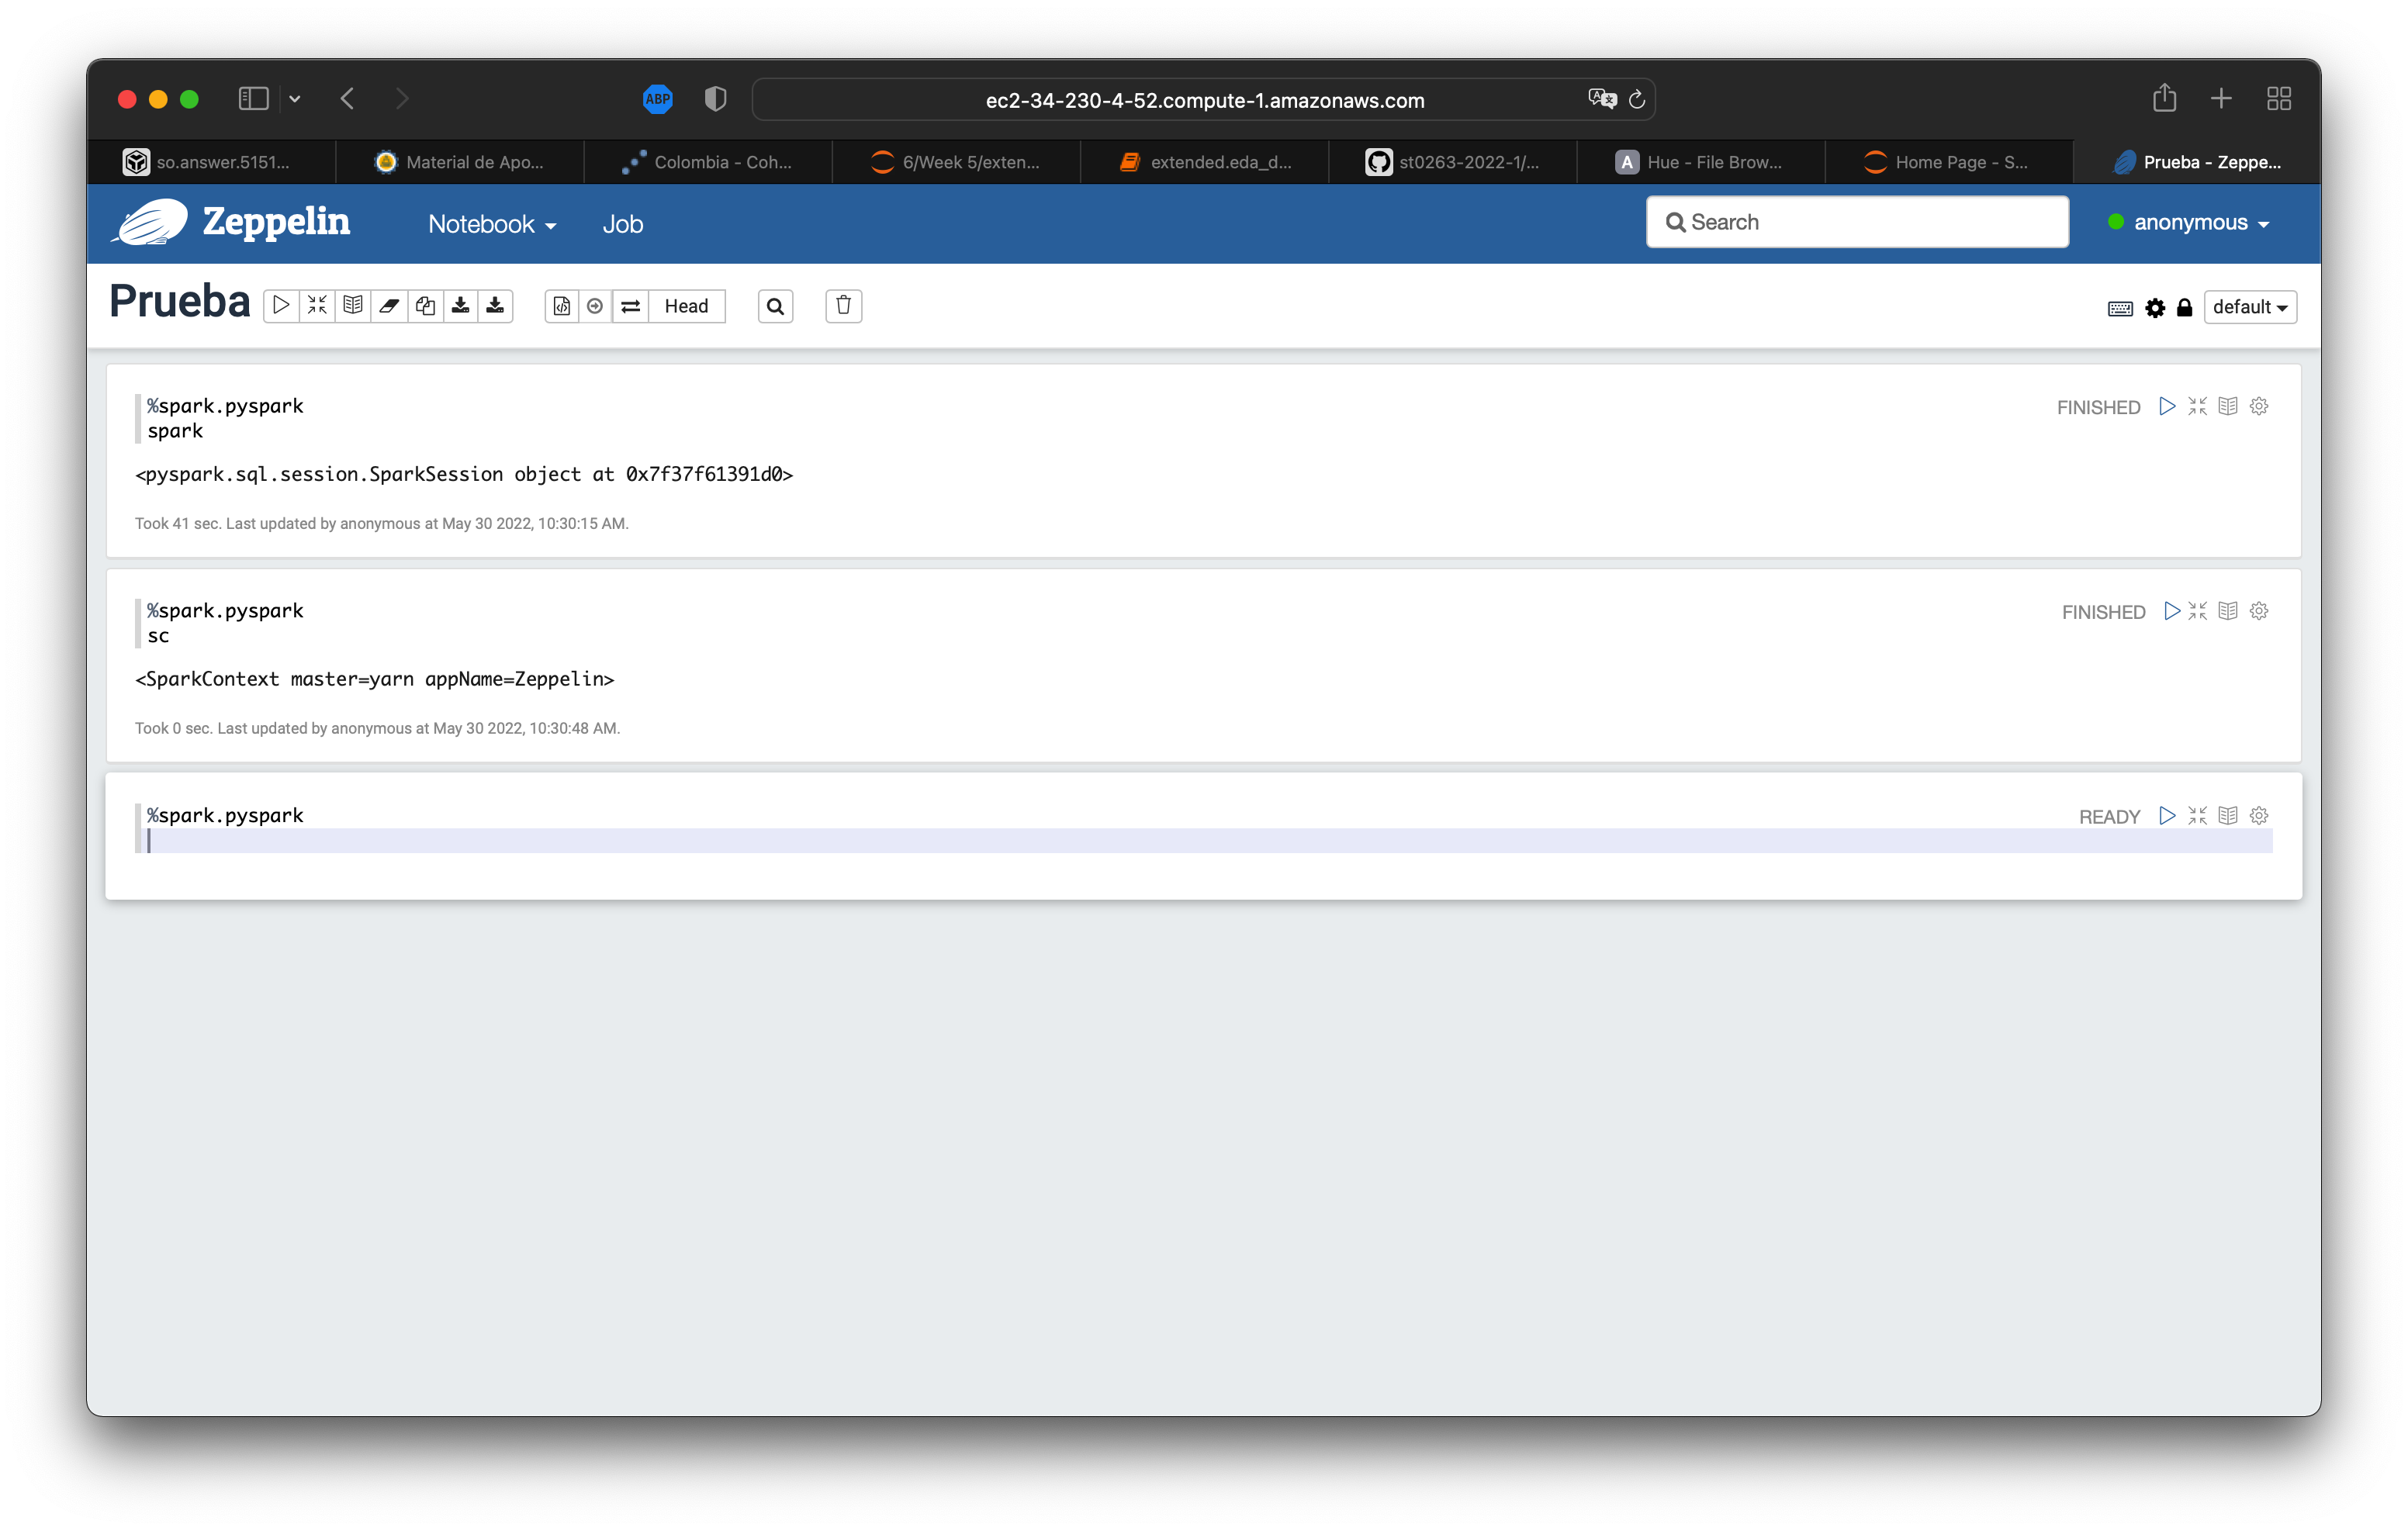 ABP
ec2-34-230-4-52.compute-1.amazonaws.com
so.answer.5151...
Material de Apo...
Colombia - Coh...
6/Week 5/exten...
extended.eda_d...
st0263-2022-1/...
A
Hue - File Brow...
Home Page - S...
Prueba - Zeppe...
Zeppelin
Notebook
Job
Search
anonymous
Prueba
Head
default
%spark.pyspark
FINISHED
spark
<pyspark.sql.session.SparkSession object at 0x7f37f61391d0>
Took 41 sec. Last updated by anonymous at May 30 2022, 10:30:15 AM.
%spark.pyspark
FINISHED
sc
<SparkContext master=yarn appName=Zeppelin>
Took 0 sec. Last updated by anonymous at May 30 2022, 10:30:48 AM.
%spark.pyspark
READY